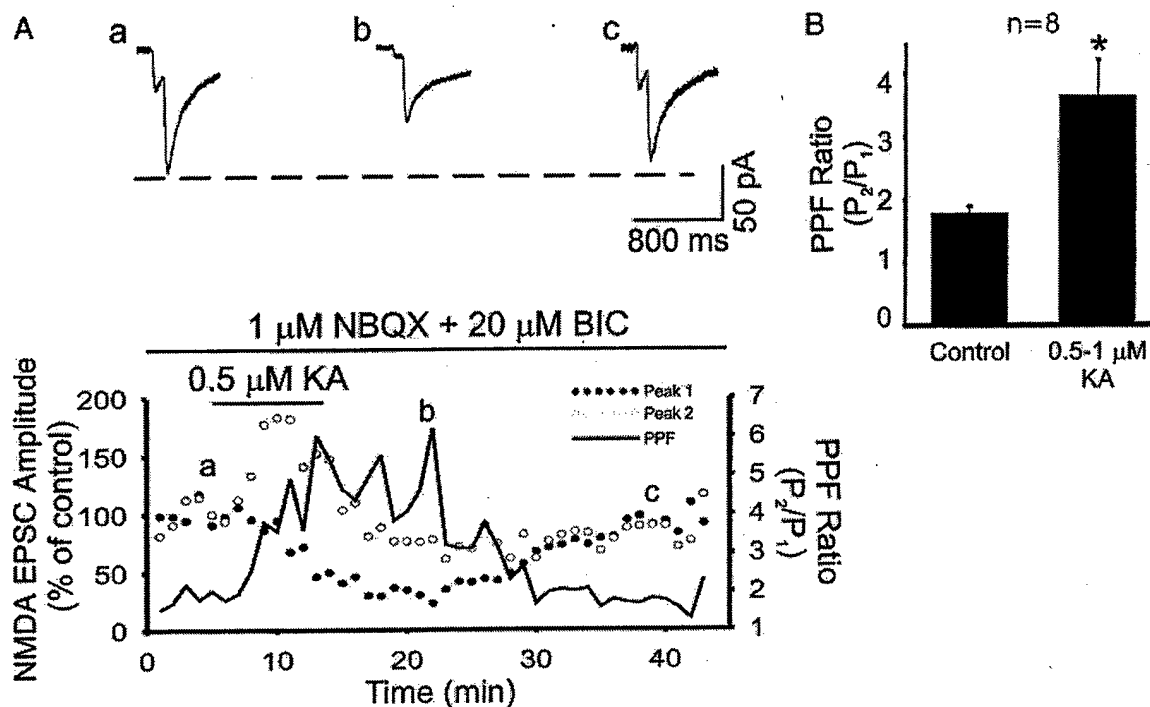 A
a
b
c
50 pA
800 ms
B
n=8
*
PPF Ratio
(P2/P1)
4
3
2
1
0
Control
0.5-1 μM
KA
1 μM NBQX + 20 μM BIC
0.5 μM KA
Peak 1
Peak 2
PPF
a
b
c
NMDA EPSC Amplitude
(% of control)
200
150
100
50
0
7
6
5
4
3
2
1
PPF Ratio
(P2/P1)
0
10
20
30
40
Time (min)